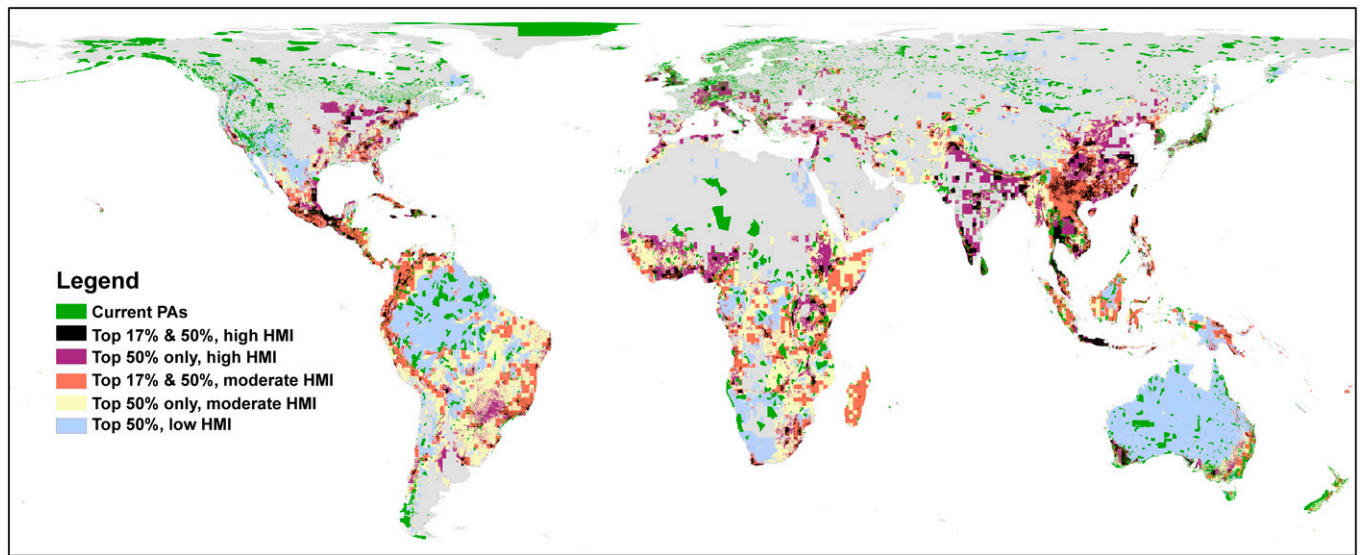 Legend
Current PAs
Top 17% & 50%, high HMI
Top 50% only, high HMI
Top 17% & 50%, moderate HMI
Top 50% only, moderate HMI
Top 50%, low HMI